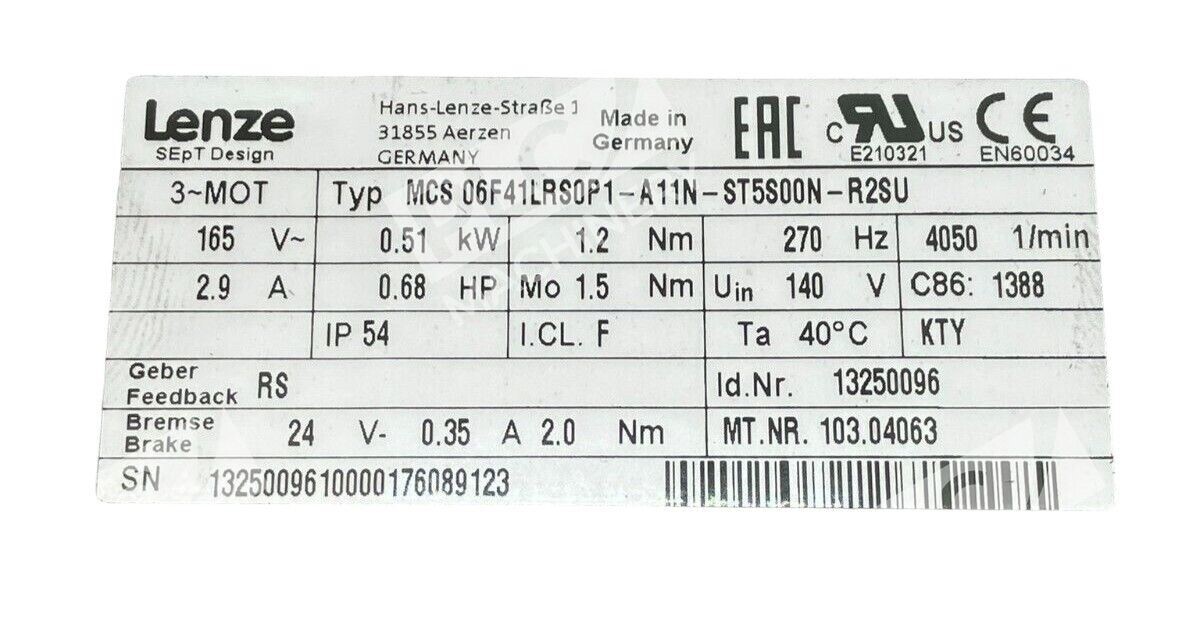 Lenze
SEpT Design
Hans-Lenze-Straße 1
31855 Aerzen
GERMANY
Made in
Germany
EAC
c RU US
E210321
CE
EN60034
3~MOT Typ MCS 06F41LRS0P1-A11N-ST5S00N-R2SU
165 V~ 0.51 kW 1.2 Nm 270 Hz 4050 1/min
2.9 A 0.68 HP Mo 1.5 Nm Uin 140 V C86: 1388
IP 54 I.CL. F Ta 40°C KTY
Geber
Feedback RS
Id.Nr. 13250096
Bremse
Brake 24 V- 0.35 A 2.0 Nm MT.NR. 103.04063
SN 1325009610000176089123
MACHINERY